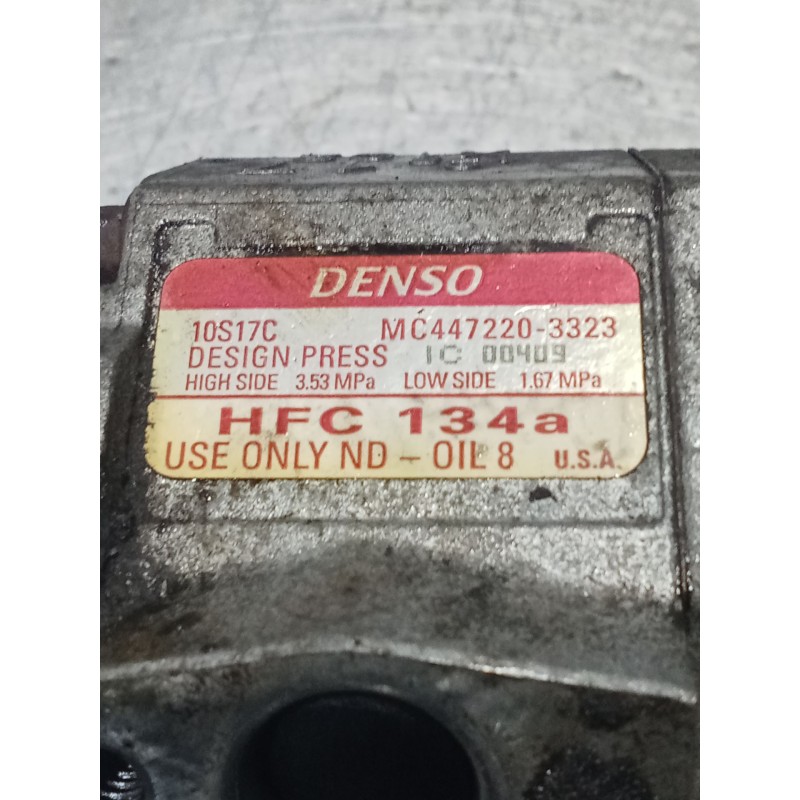 DENSO
10S17C MC447220-3323
DESIGN PRESS IC 00409
HIGH SIDE 3.53 MPa LOW SIDE 1.67 MPa
HFC 134a
USE ONLY ND-OIL 8 U.S.A.